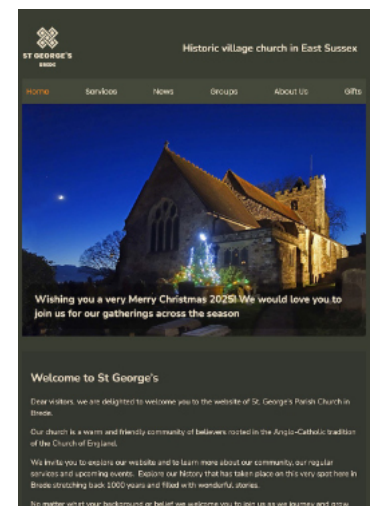 ST GEORGE'S
BREDE
Historic village church in East Sussex
Home Services News Groups About Us Gifts
Wishing you a very Merry Christmas 2025! We would love you to
join us for our gatherings across the season
Welcome to St George's
Dear visitors, we are delighted to welcome you to the website of St. George's Parish Church in
Brede.
Our church is a warm and friendly community of believers rooted in the Anglo-Catholic tradition
of the Church of England.
We invite you to explore our website and to learn more about our community, our regular
services and upcoming events. Explore our history that has taken place on this very spot here in
Brede stretching back 1000 years and filled with wonderful stories.
No matter what your background or belief we welcome you to join us as we journey and grow